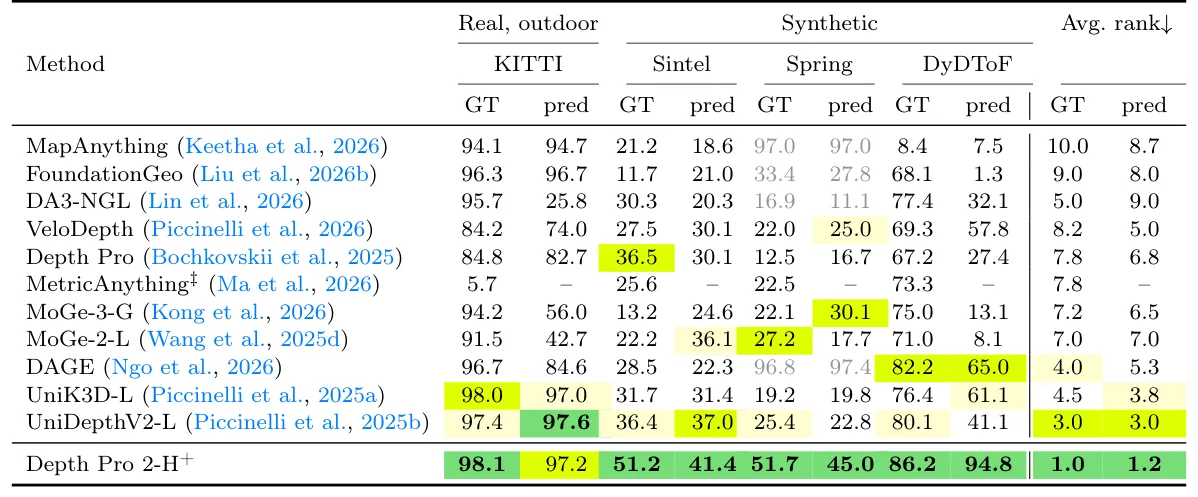 Real, outdoor Synthetic Avg. rank↓
Method KITTI Sintel Spring DyDToF
GT pred GT pred GT pred GT pred GT pred
MapAnything (Keetha et al., 2026) 94.1 94.7 21.2 18.6 97.0 97.0 8.4 7.5 10.0 8.7
FoundationGeo (Liu et al., 2026b) 96.3 96.7 11.7 21.0 33.4 27.8 68.1 1.3 9.0 8.0
DA3-NGL (Lin et al., 2026) 95.7 25.8 30.3 20.3 16.9 11.1 77.4 32.1 5.0 9.0
VeloDepth (Piccinelli et al., 2026) 84.2 74.0 27.5 30.1 22.0 25.0 69.3 57.8 8.2 5.0
Depth Pro (Bochkovskii et al., 2025) 84.8 82.7 36.5 30.1 12.5 16.7 67.2 27.4 7.8 6.8
MetricAnything‡ (Ma et al., 2026) 5.7 – 25.6 – 22.5 – 73.3 – 7.8 –
MoGe-3-G (Kong et al., 2026) 94.2 56.0 13.2 24.6 22.1 30.1 75.0 13.1 7.2 6.5
MoGe-2-L (Wang et al., 2025d) 91.5 42.7 22.2 36.1 27.2 17.7 71.0 8.1 7.0 7.0
DAGE (Ngo et al., 2026) 96.7 84.6 28.5 22.3 96.8 97.4 82.2 65.0 4.0 5.3
UniK3D-L (Piccinelli et al., 2025a) 98.0 97.0 31.7 31.4 19.2 19.8 76.4 61.1 4.5 3.8
UniDepthV2-L (Piccinelli et al., 2025b) 97.4 97.6 36.4 37.0 25.4 22.8 80.1 41.1 3.0 3.0
Depth Pro 2-H+ 98.1 97.2 51.2 41.4 51.7 45.0 86.2 94.8 1.0 1.2